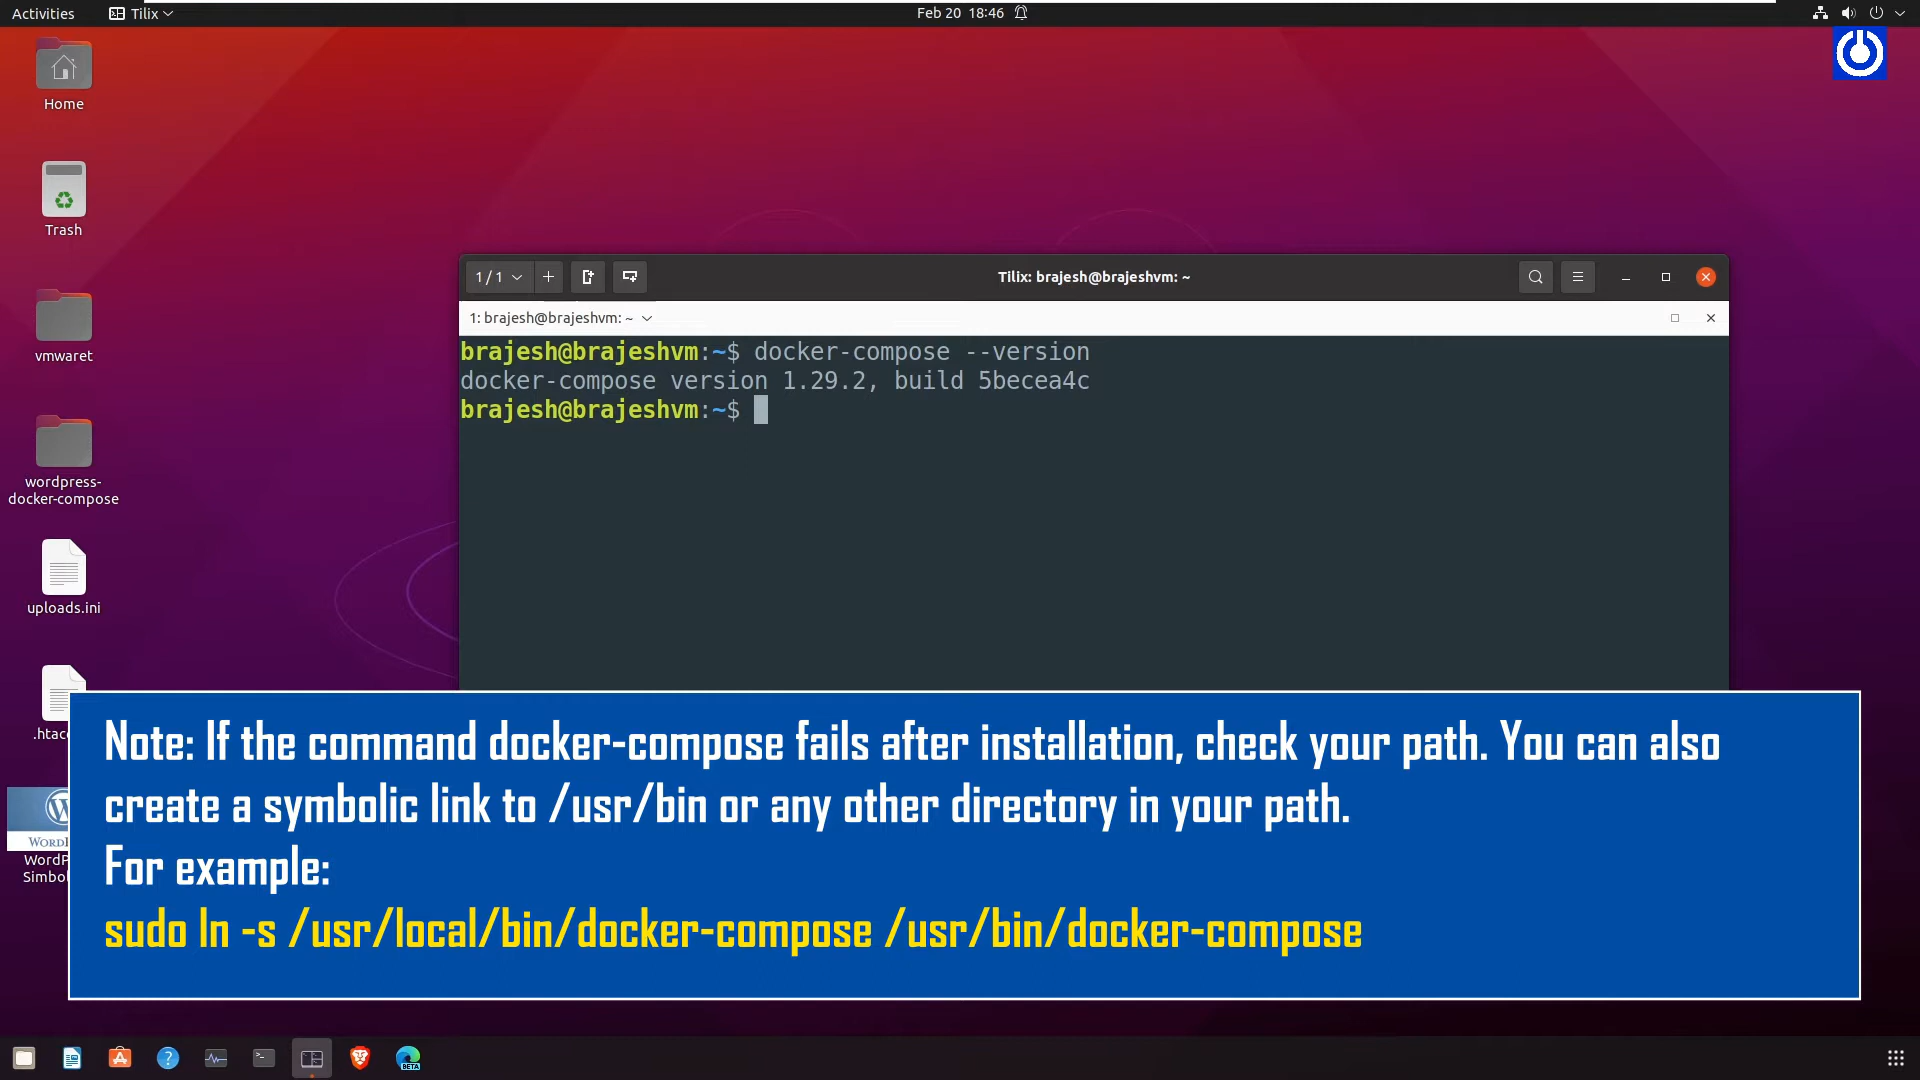 Activities
Tilix
Feb 20 18:46
Home
Trash
vmwaret
wordpress-
docker-compose
uploads.ini
1 / 1
Tilix: brajesh@brajeshvm: ~
1: brajesh@brajeshvm: ~
brajesh@brajeshvm:~$ docker-compose --version
docker-compose version 1.29.2, build 5becea4c
brajesh@brajeshvm:~$
Note: If the command docker-compose fails after installation, check your path. You can also
create a symbolic link to /usr/bin or any other directory in your path.
For example:
sudo ln -s /usr/local/bin/docker-compose /usr/bin/docker-compose
BETA